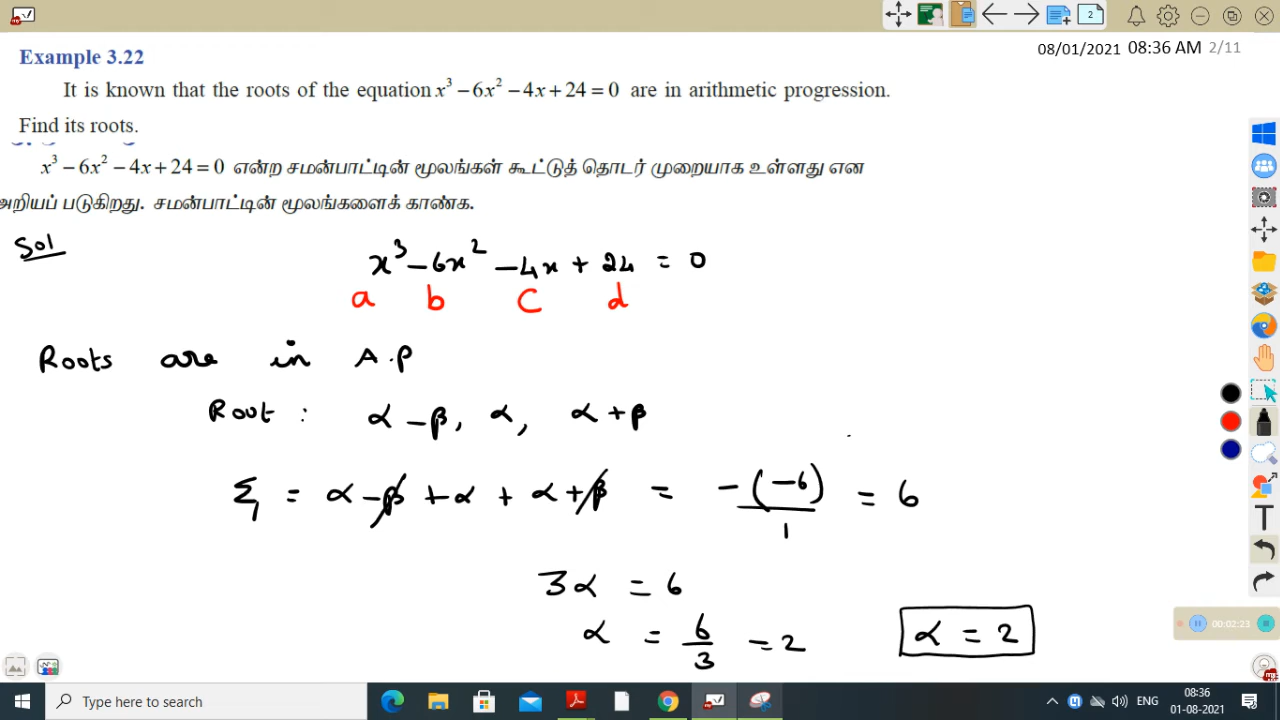 08/01/2021 08:36 AM 2/11
Example 3.22
It is known that the roots of the equation x³ – 6x² – 4x + 24 = 0 are in arithmetic progression.
Find its roots.
x³ – 6x² – 4x + 24 = 0 என்ற சமன்பாட்டின் மூலங்கள் கூட்டுத் தொடர் முறையாக உள்ளது என
அறியப் படுகிறது. சமன்பாட்டின் மூலங்களைக் காண்க.
Sol
x³ – 6x² – 4x + 24 = 0
a b c d
Roots are in A.P
Root : α – β, α, α + β
Σ₁ = α – β + α + α + β = –(–6)/1 = 6
3α = 6
α = 6/3 = 2
α = 2
00:02:23
Type here to search
ENG
08:36
01-08-2021
2
T